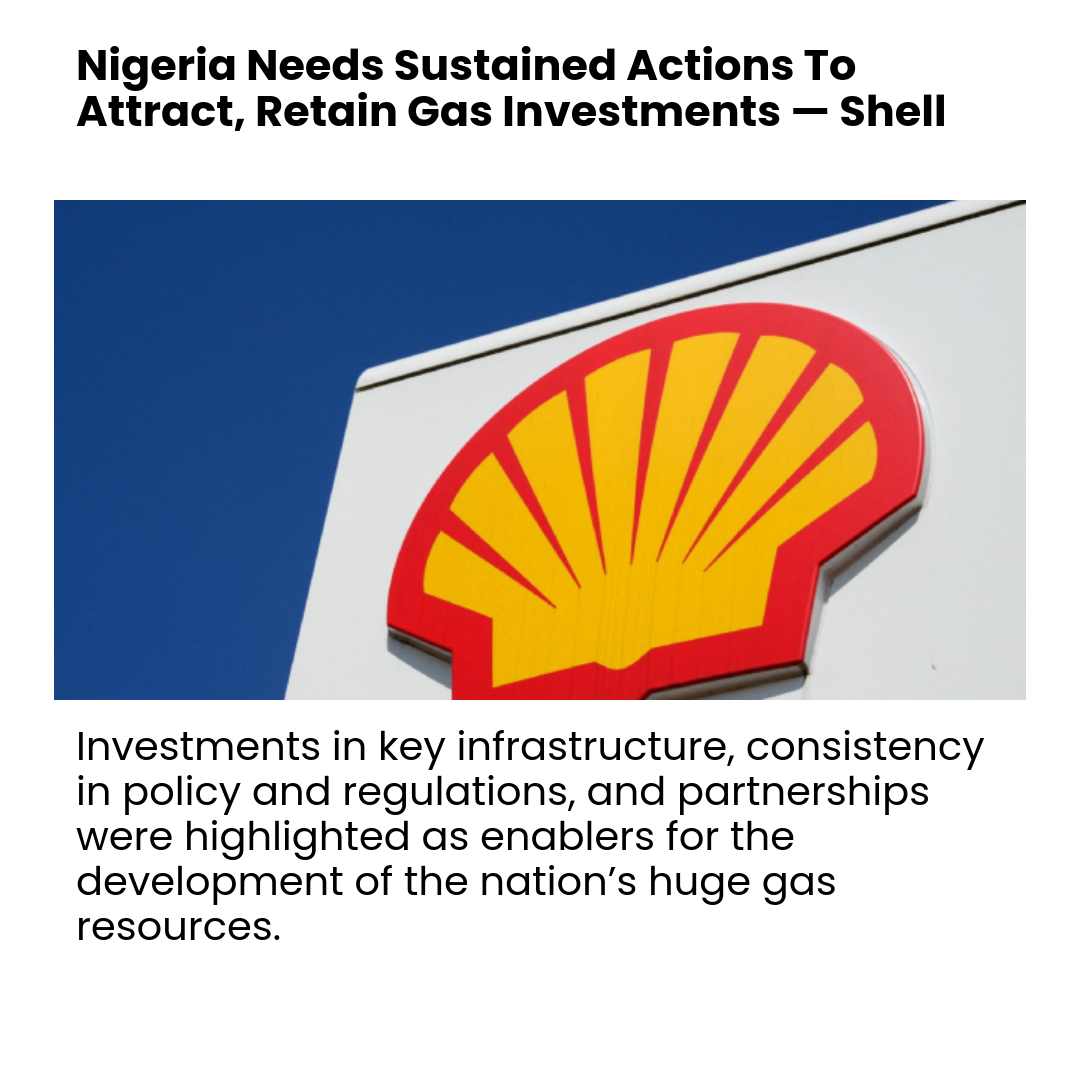 Nigeria Needs Sustained Actions To
Attract, Retain Gas Investments — Shell
Investments in key infrastructure, consistency
in policy and regulations, and partnerships
were highlighted as enablers for the
development of the nation’s huge gas
resources.